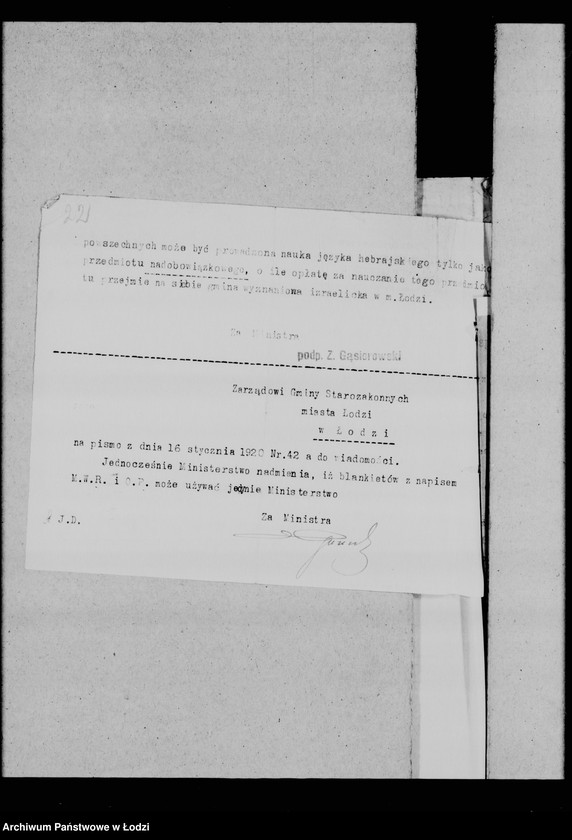 221
powszechnych może być prowadzona nauka języka hebrajskiego tylko jako
przedmiotu nadobowiązkowego, o ile opłatę za nauczanie tego przedmio
tu przejmie na siebie gmina wyznaniowa izraelicka w m.Łodzi.
Za Ministra
podp. Z. Gąsiorowski
Zarządowi Gminy Starozakonnych
miasta Łodzi
w Łodzi
na pismo z dnia 16 stycznia 1920 Nr.42 a do wiadomości.
Jednocześnie Ministerstwo nadmienia, iż blankietów z napisem
M.W.R. i O.P. może używać jedynie Ministerstwo
Za Ministra
J.D.
Archiwum Państwowe w Łodzi